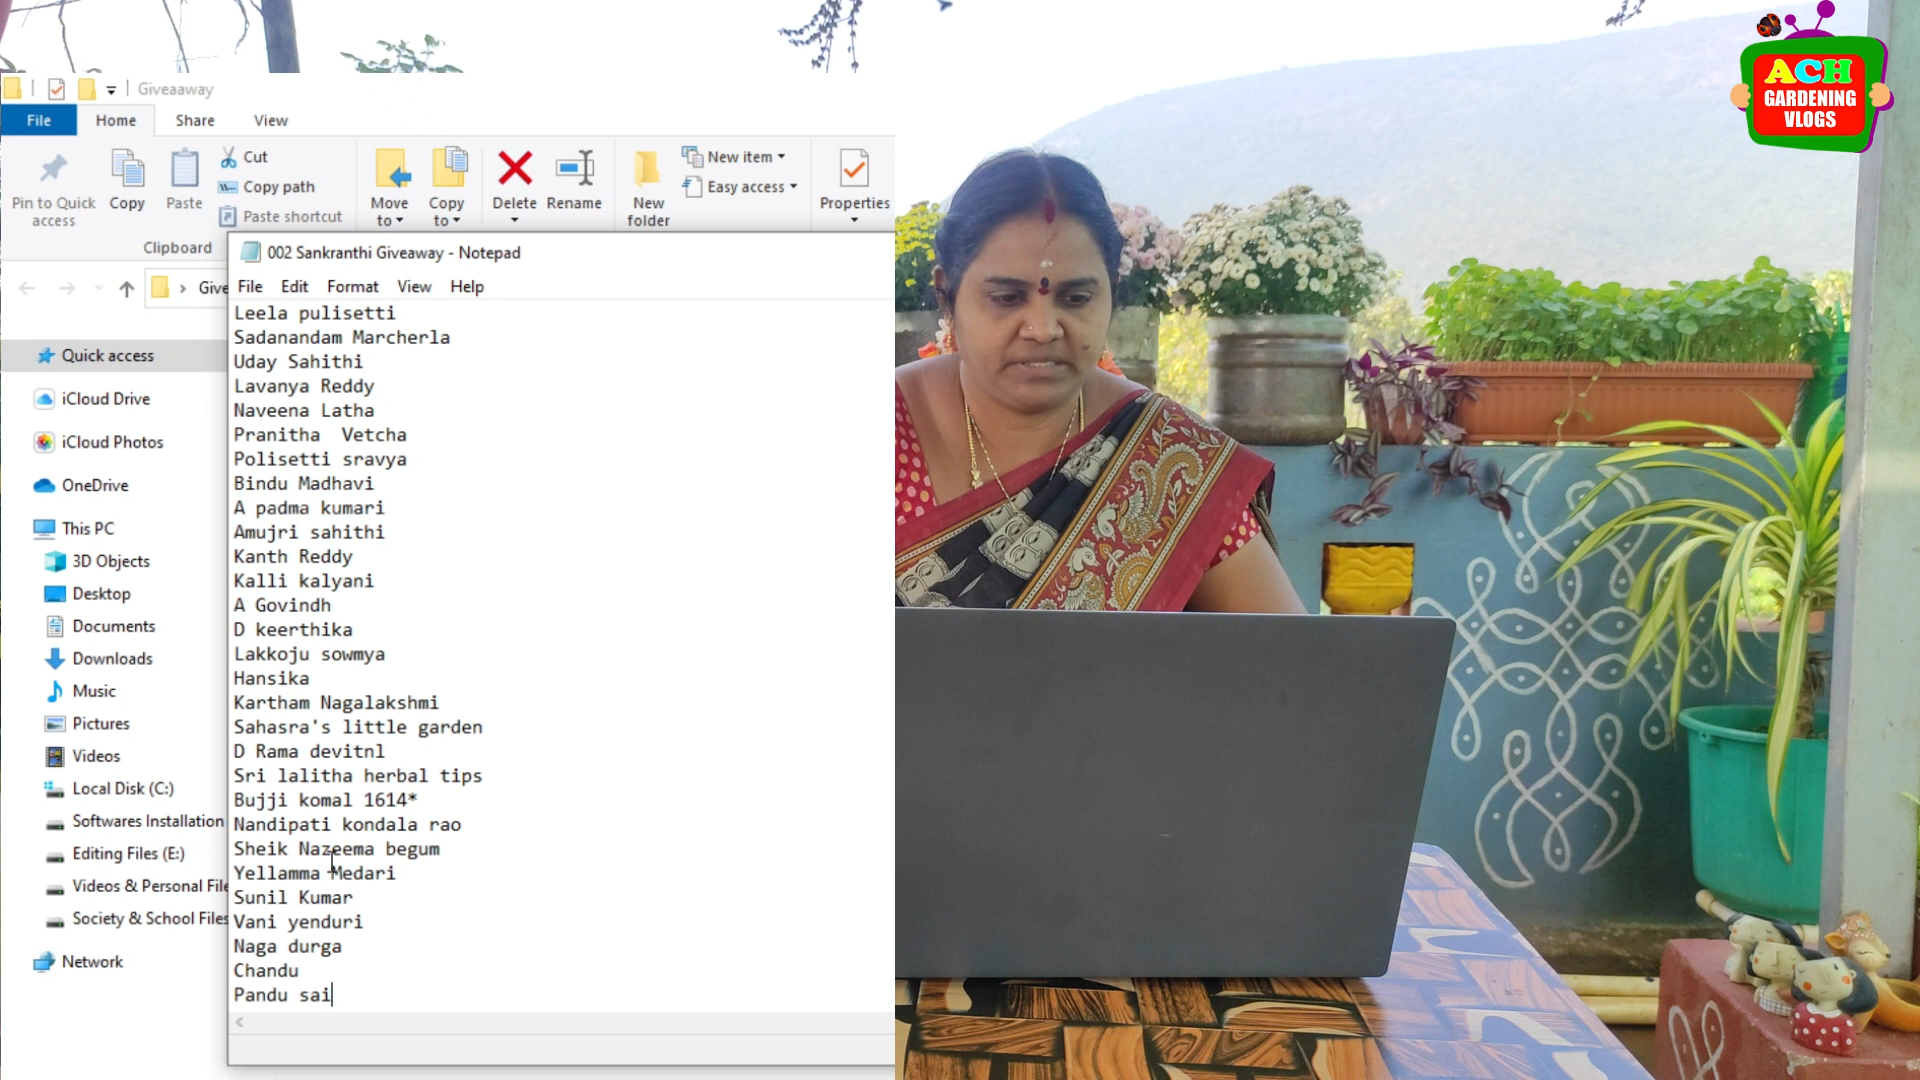 Giveaaway
File Home Share View
Pin to Quick access
Copy
Paste
Cut
Copy path
Paste shortcut
Move to
Copy to
Delete
Rename
New folder
New item
Easy access
Properties
Clipboard
Give
Quick access
iCloud Drive
iCloud Photos
OneDrive
This PC
3D Objects
Desktop
Documents
Downloads
Music
Pictures
Videos
Local Disk (C:)
Softwares Installation
Editing Files (E:)
Videos & Personal File
Society & School Files
Network
002 Sankranthi Giveaway - Notepad
File Edit Format View Help
Leela pulisetti
Sadanandam Marcherla
Uday Sahithi
Lavanya Reddy
Naveena Latha
Pranitha  Vetcha
Polisetti sravya
Bindu Madhavi
A padma kumari
Amujri sahithi
Kanth Reddy
Kalli kalyani
A Govindh
D keerthika
Lakkoju sowmya
Hansika
Kartham Nagalakshmi
Sahasra's little garden
D Rama devitnl
Sri lalitha herbal tips
Bujji komal 1614*
Nandipati kondala rao
Sheik Nazeema begum
Yellamma Medari
Sunil Kumar
Vani yenduri
Naga durga
Chandu
Pandu sai
ACH
GARDENING
VLOGS